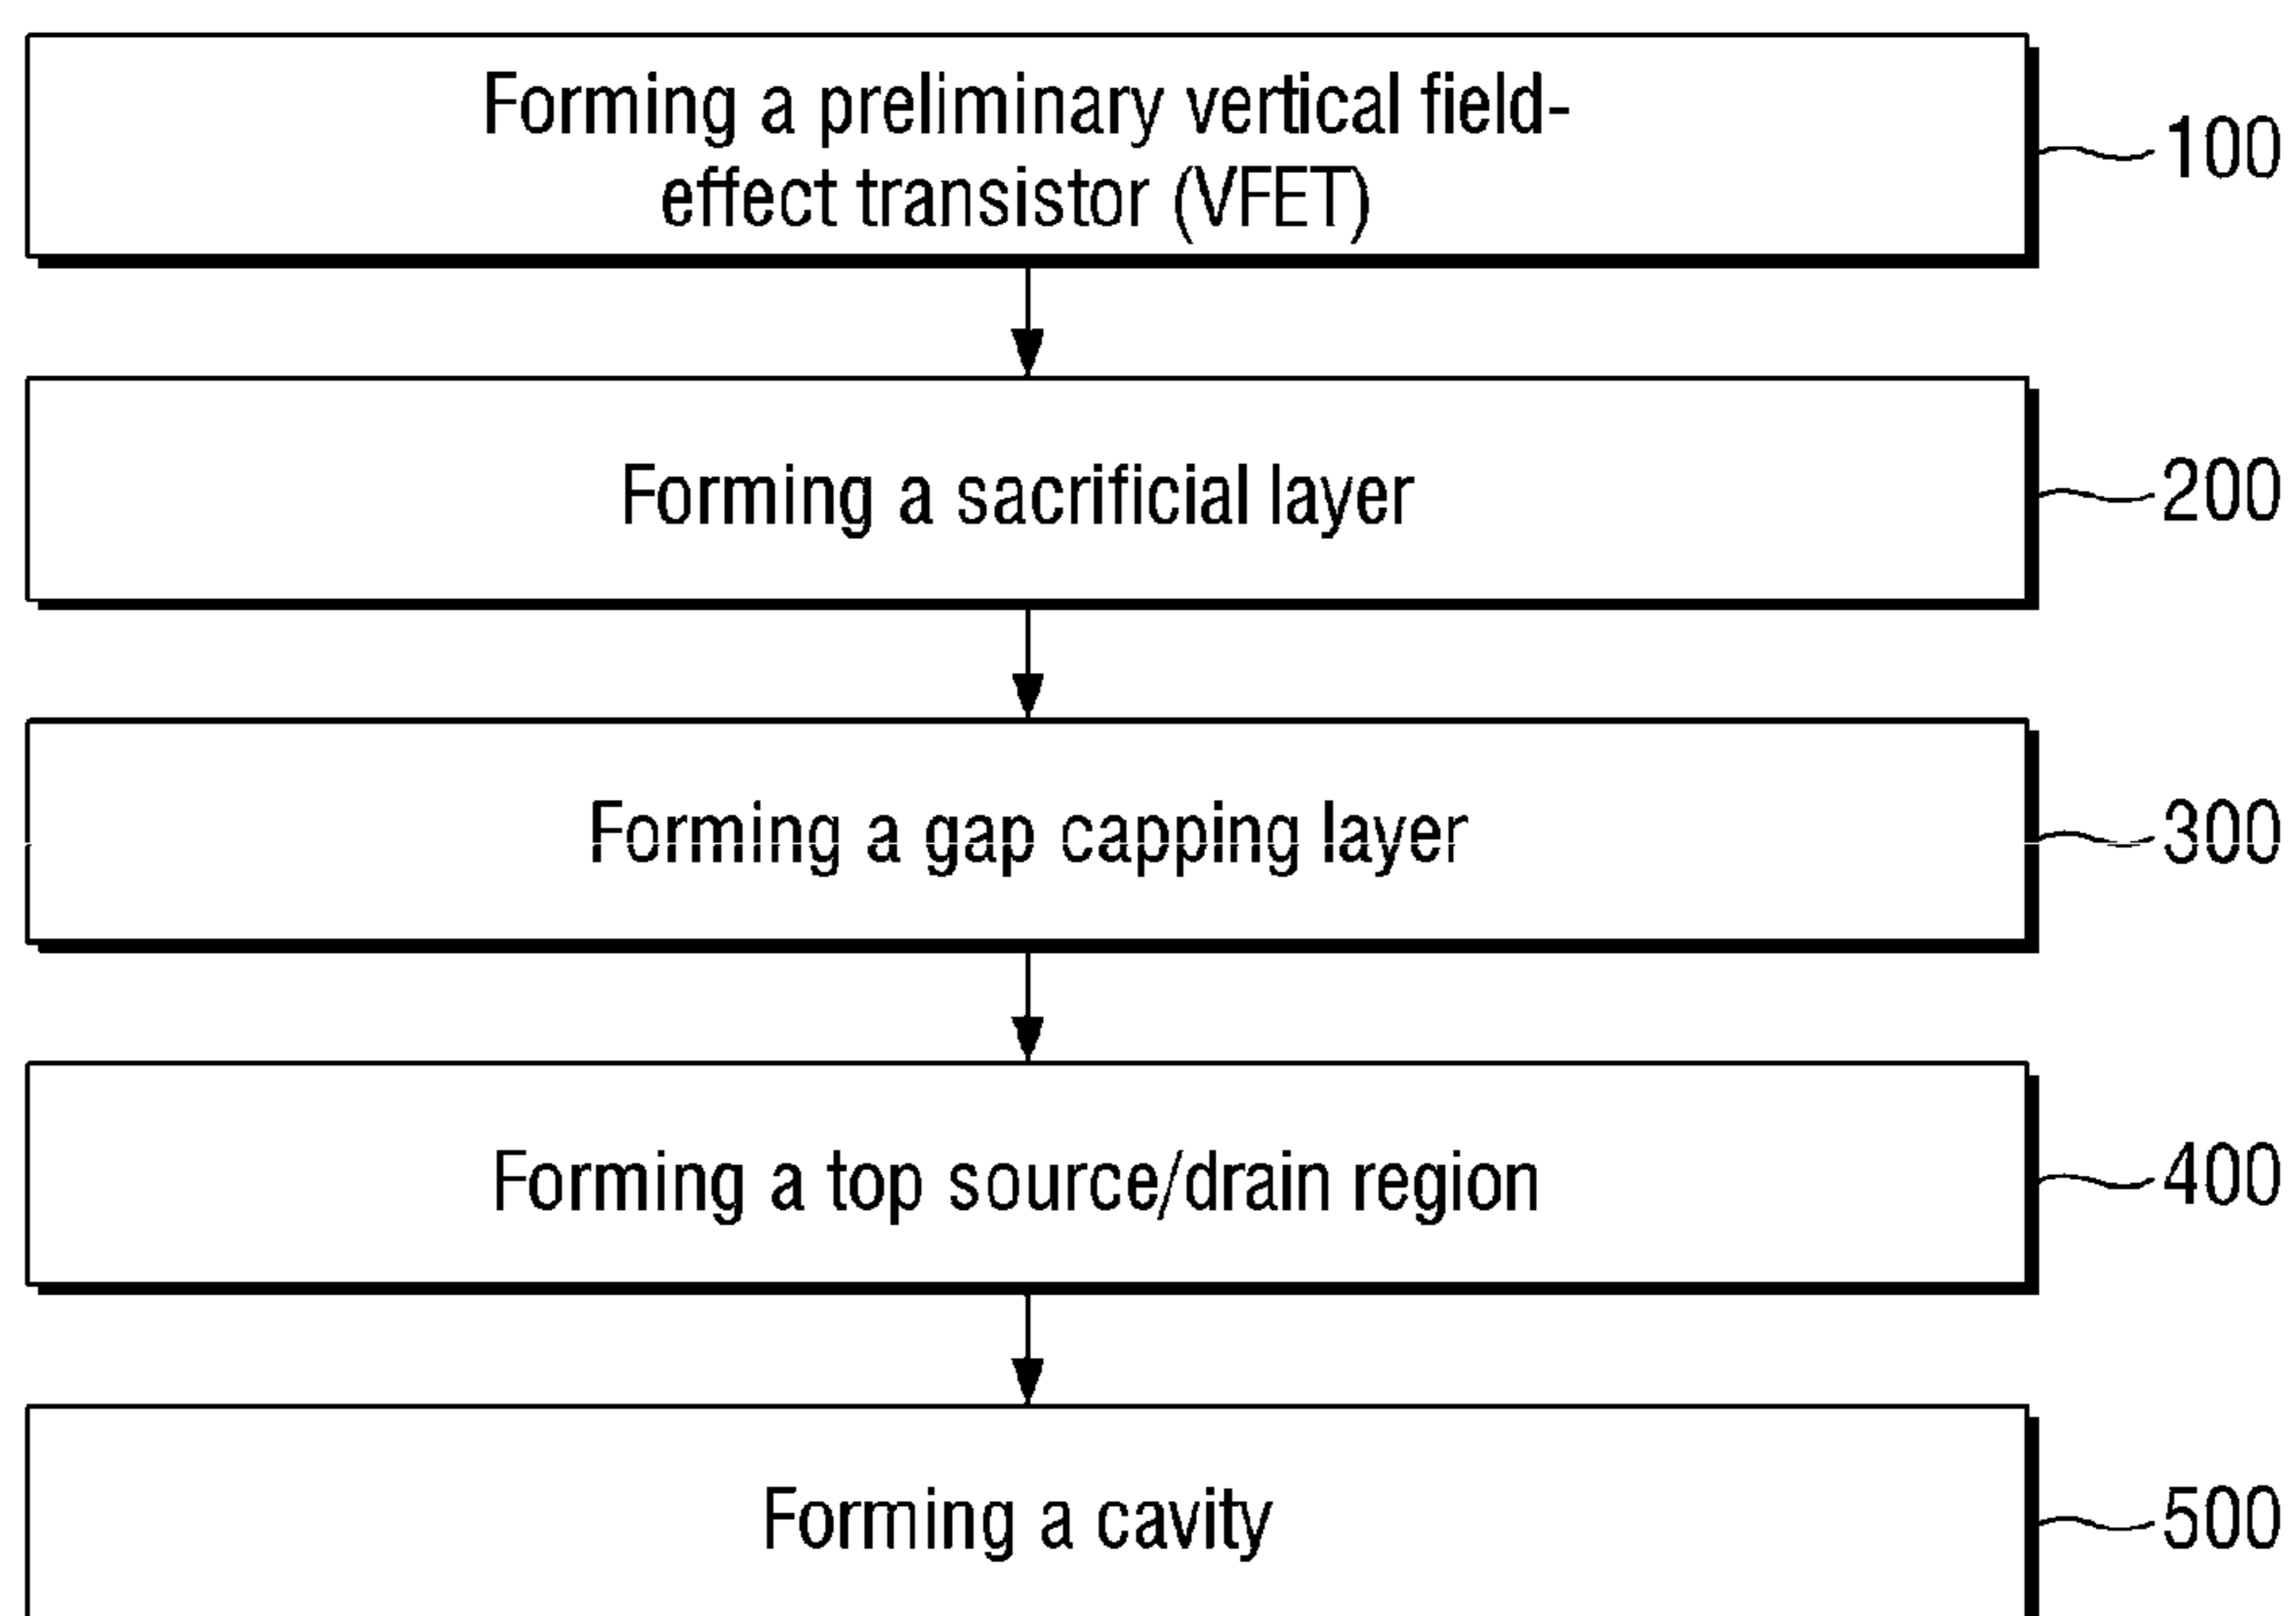 Forming a preliminary vertical field-
effect transistor (VFET)
100
Forming a sacrificial layer
200
Forming a gap capping layer
300
Forming a top source/drain region
400
Forming a cavity
500